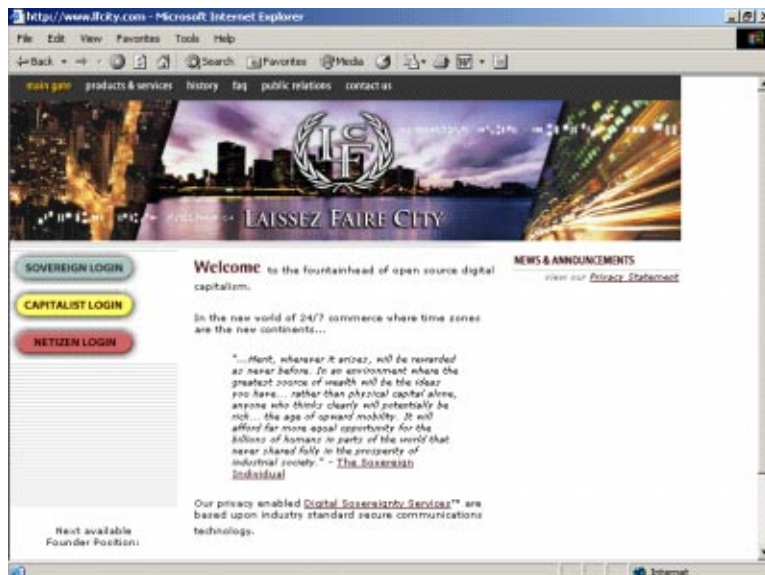 http://www.lfcity.com - Microsoft Internet Explorer
File Edit View Favorites Tools Help
Back Search Favorites Media
main gate products & services history faq public relations contact us
LFC
LAISSEZ FAIRE CITY
SOVEREIGN LOGIN
CAPITALIST LOGIN
NETIZEN LOGIN
Next available
Founder Position:
Welcome to the fountainhead of open source digital
capitalism.
In the new world of 24/7 commerce where time zones
are the new continents...
"...Merit, wherever it arises, will be rewarded
as never before. In an environment where the
greatest source of wealth will be the ideas
you have... rather than physical capital alone,
anyone who thinks clearly will potentially be
rich... the age of upward mobility. It will
afford far more equal opportunity for the
billions of humans in parts of the world that
never shared fully in the prosperity of
industrial society." - The Sovereign
Individual
Our privacy enabled Digital Sovereignty Services™ are
based upon industry standard secure communications
technology.
NEWS & ANNOUNCEMENTS
view our Privacy Statement
Internet